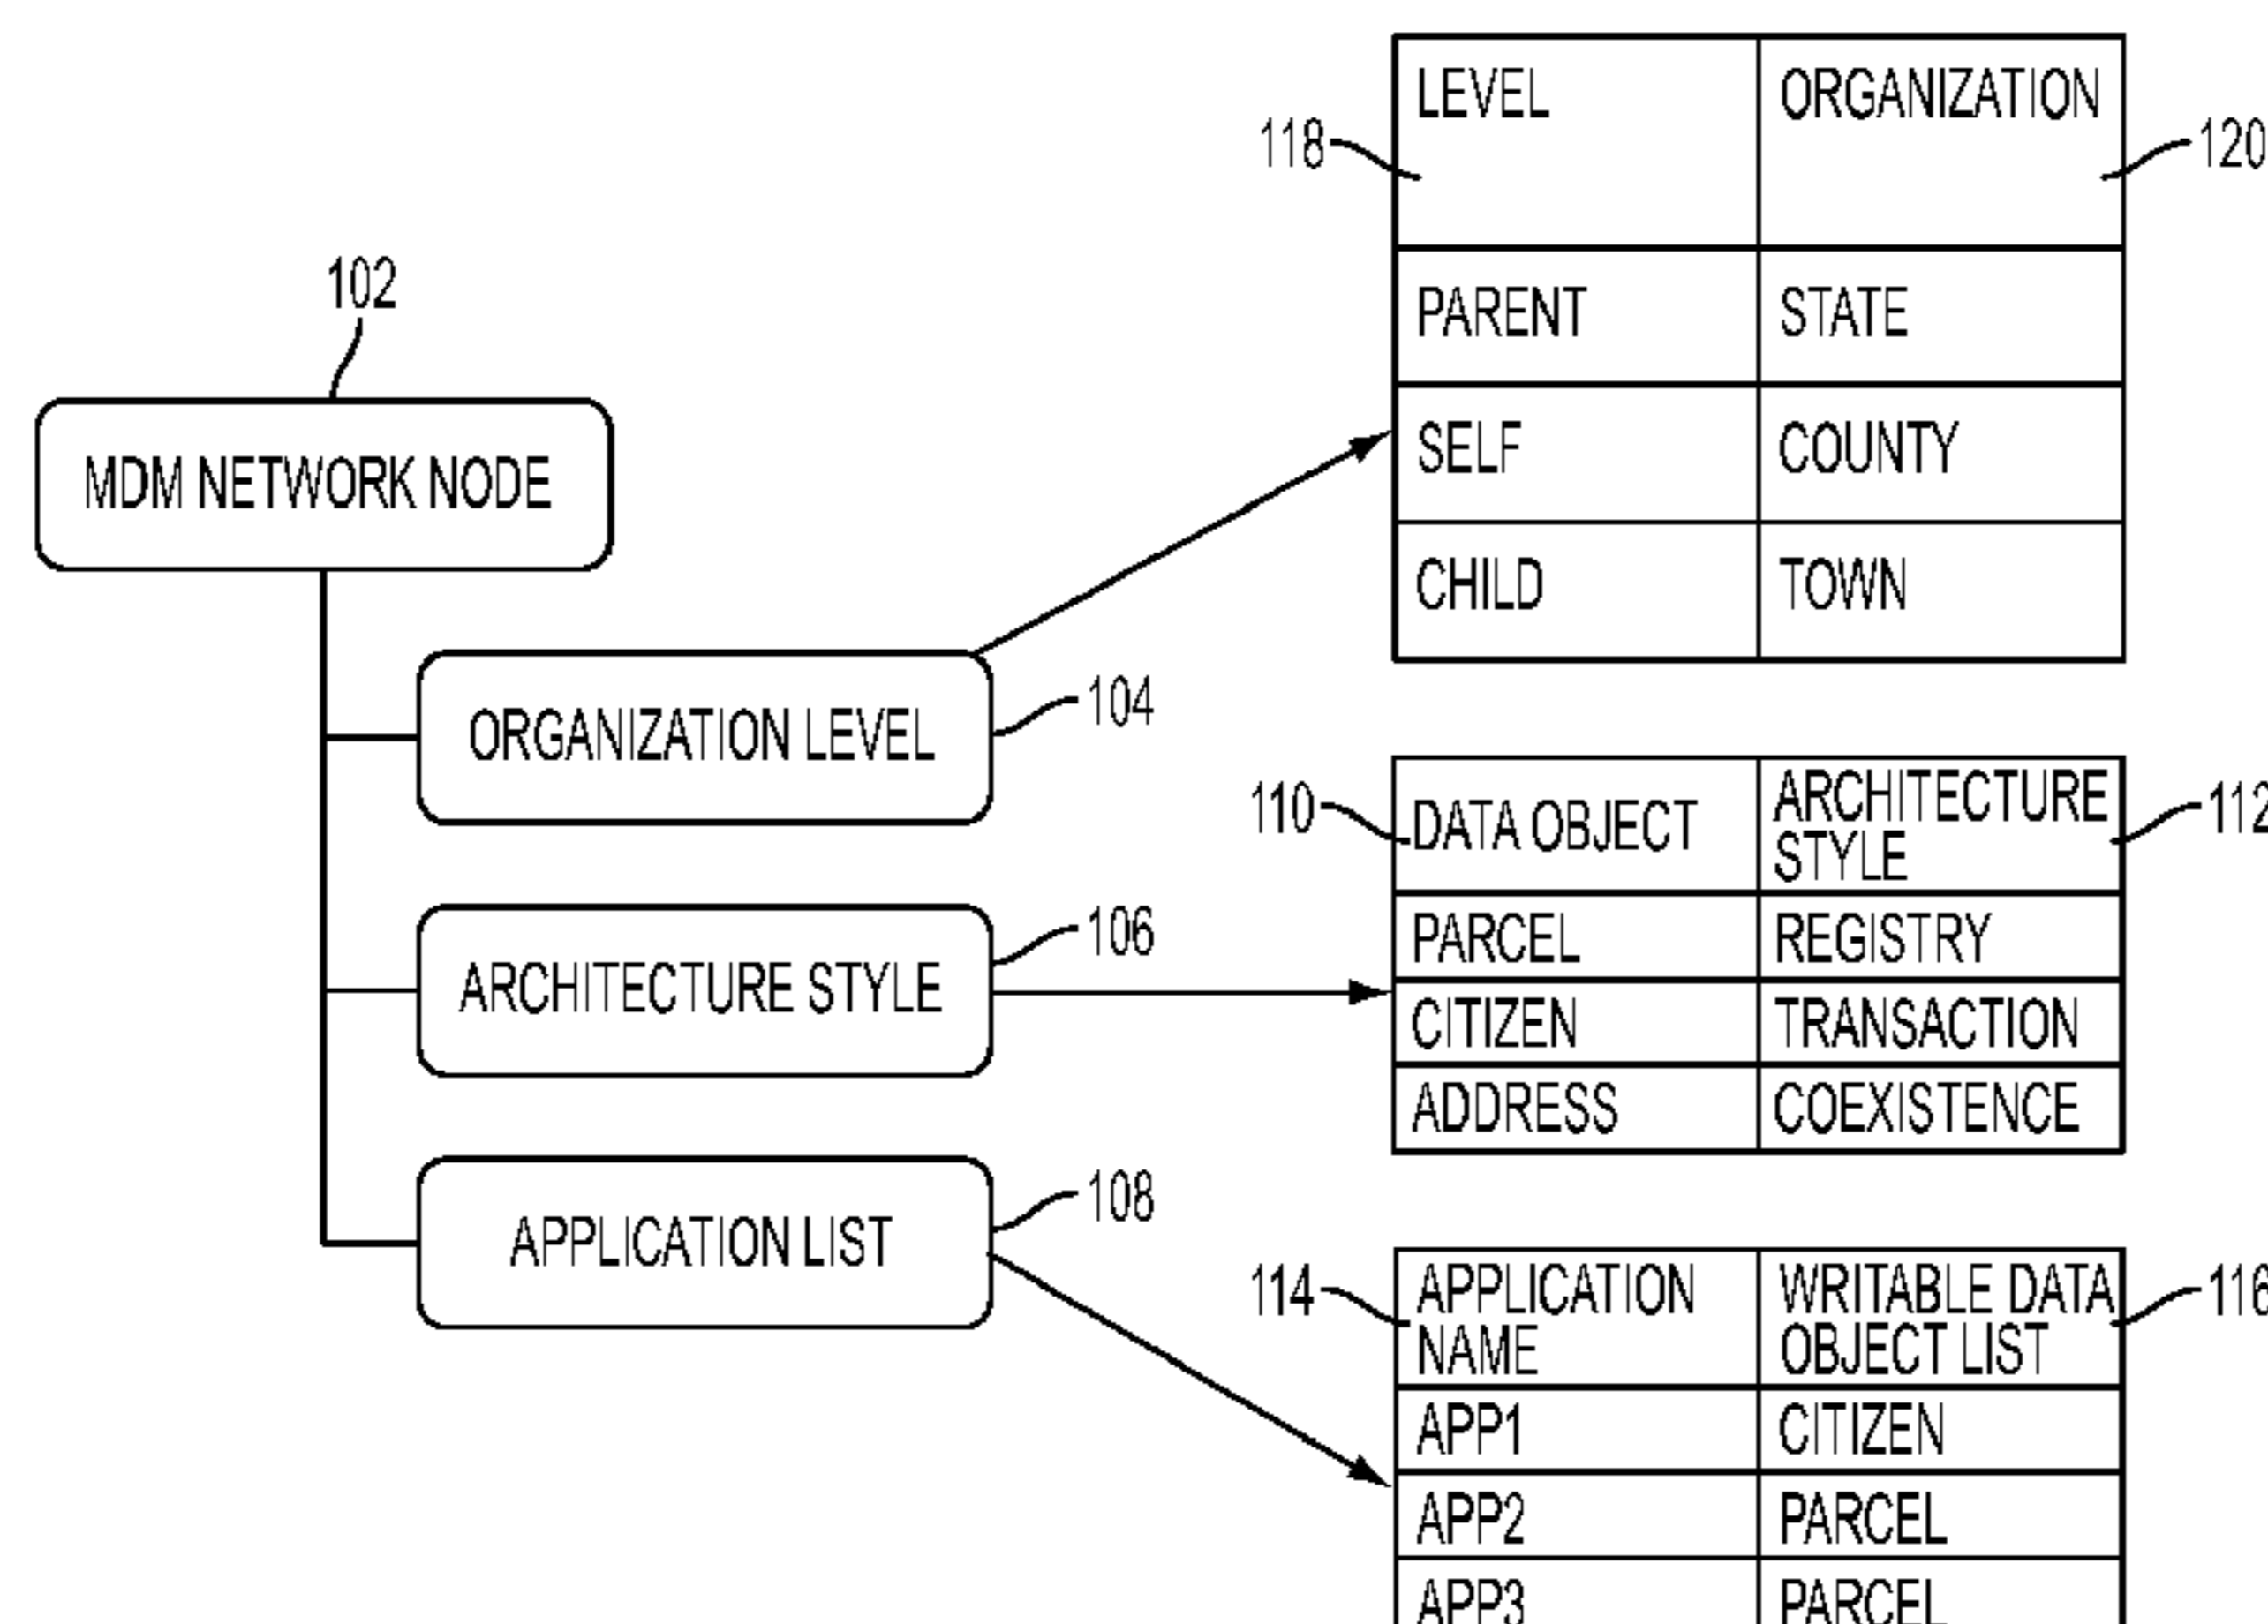 102
MDM NETWORK NODE
ORGANIZATION LEVEL
104
ARCHITECTURE STYLE
106
APPLICATION LIST
108
118
LEVEL ORGANIZATION
120
PARENT STATE
SELF COUNTY
CHILD TOWN
110
DATA OBJECT
ARCHITECTURE
STYLE
112
PARCEL REGISTRY
CITIZEN TRANSACTION
ADDRESS COEXISTENCE
114
APPLICATION
NAME
WRITABLE DATA
OBJECT LIST
116
APP1 CITIZEN
APP2 PARCEL
APP3 PARCEL